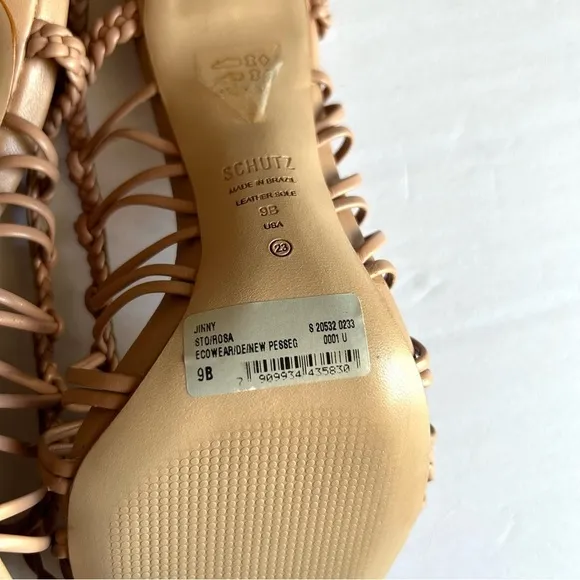 SCHUTZ
MADE IN BRAZIL
LEATHER SOLE
9B
USA
23
JINNY S 20532 0233
STO/ROSA 0001 U
ECOWEAR/DE/NEW PESSEG
9B
7 909934 435830